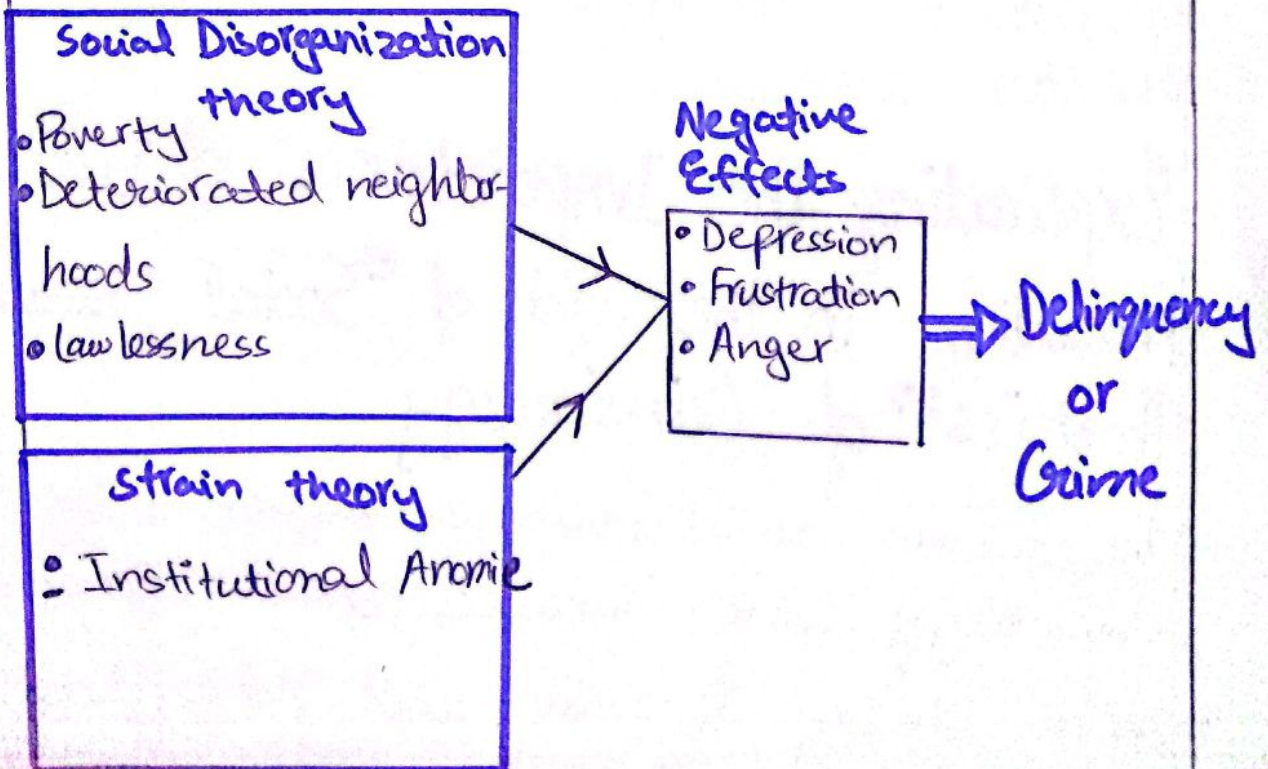 Social Disorganization
theory
• Poverty
• Deteriorated neighbor-
hoods
• Lawlessness
Strain theory
• Institutional Anomie
Negative
Effects
• Depression
• Frustration
• Anger
Delinquency
or
Crime